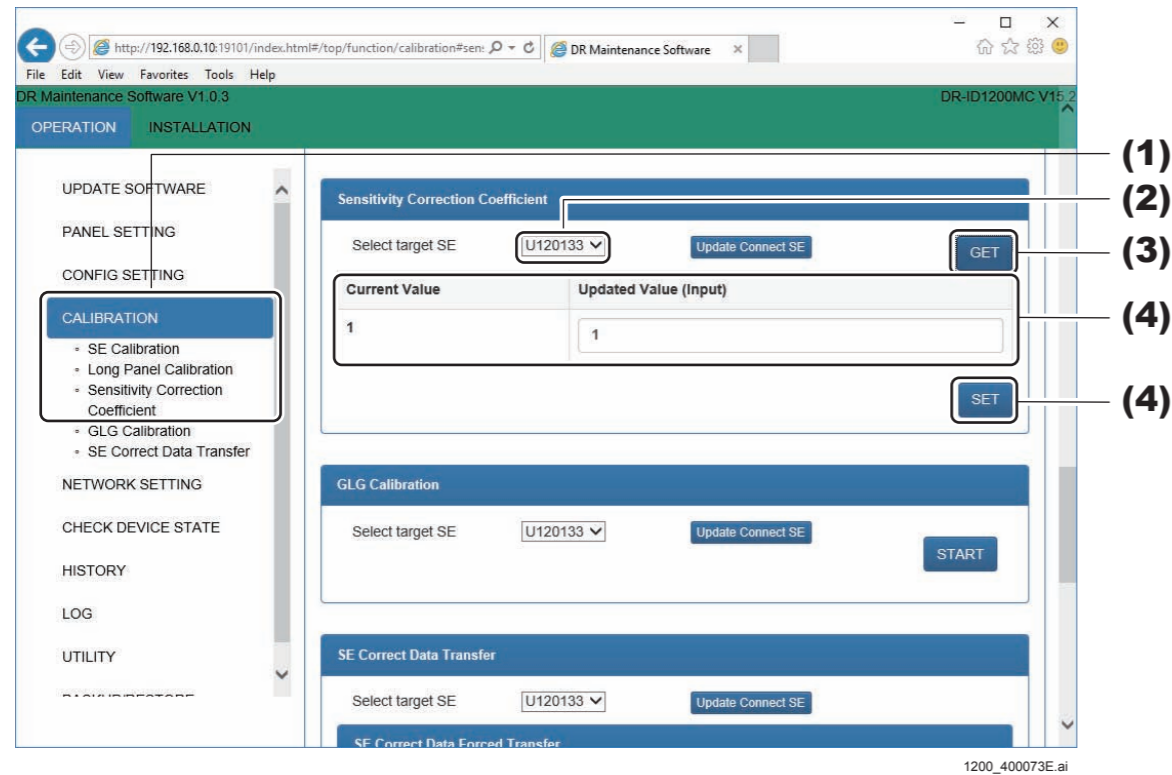 http://192.168.0.10:19101/index.html#/top/function/calibration#sen:
DR Maintenance Software
File Edit View Favorites Tools Help
DR Maintenance Software V1.0.3
DR-ID1200MC V15.2
OPERATION INSTALLATION
UPDATE SOFTWARE
PANEL SETTING
CONFIG SETTING
CALIBRATION
SE Calibration
Long Panel Calibration
Sensitivity Correction
Coefficient
GLG Calibration
SE Correct Data Transfer
NETWORK SETTING
CHECK DEVICE STATE
HISTORY
LOG
UTILITY
BACKUP/RESTORE
Sensitivity Correction Coefficient
Select target SE U120133 Update Connect SE GET
Current Value Updated Value (Input)
1 1
SET
GLG Calibration
Select target SE U120133 Update Connect SE
START
SE Correct Data Transfer
Select target SE U120133 Update Connect SE
SE Correct Data Forced Transfer
(1)
(2)
(3)
(4)
(4)
1200_400073E.ai